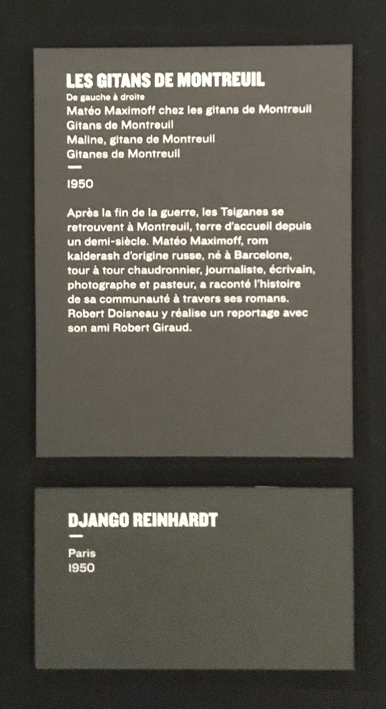 LES GITANS DE MONTREUIL
De gauche à droite
Matéo Maximoff chez les gitans de Montreuil
Gitans de Montreuil
Maline, gitane de Montreuil
Gitanes de Montreuil
1950
Après la fin de la guerre, les Tsiganes se
retrouvent à Montreuil, terre d'accueil depuis
un demi-siècle. Matéo Maximoff, rom
kalderash d'origine russe, né à Barcelone,
tour à tour chaudronnier, journaliste, écrivain,
photographe et pasteur, a raconté l'histoire
de sa communauté à travers ses romans.
Robert Doisneau y réalise un reportage avec
son ami Robert Giraud.
DJANGO REINHARDT
Paris
1950